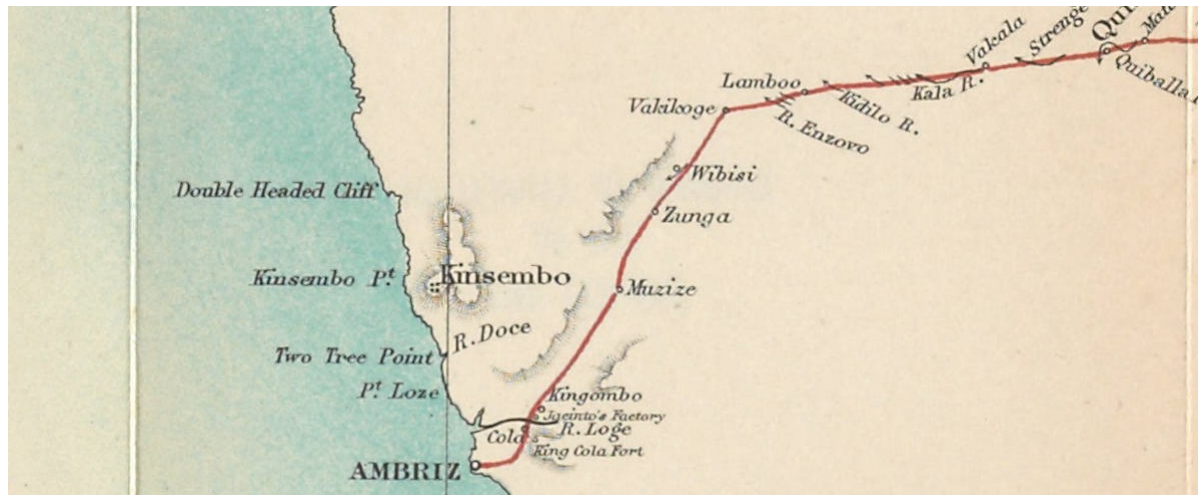 Vakala
Strenge
Quiballa
Lamboo
Kala R.
Vakikoge
Kidilo R.
R. Enzovo
Wibisi
Double Headed Cliff
Zunga
Kinsembo Pt.
Kinsembo
Muzize
R. Doce
Two Tree Point
Pt. Loze
Kingombo
Jacinto's Factory
R. Loge
Cola
King Cola Fort
AMBRIZ